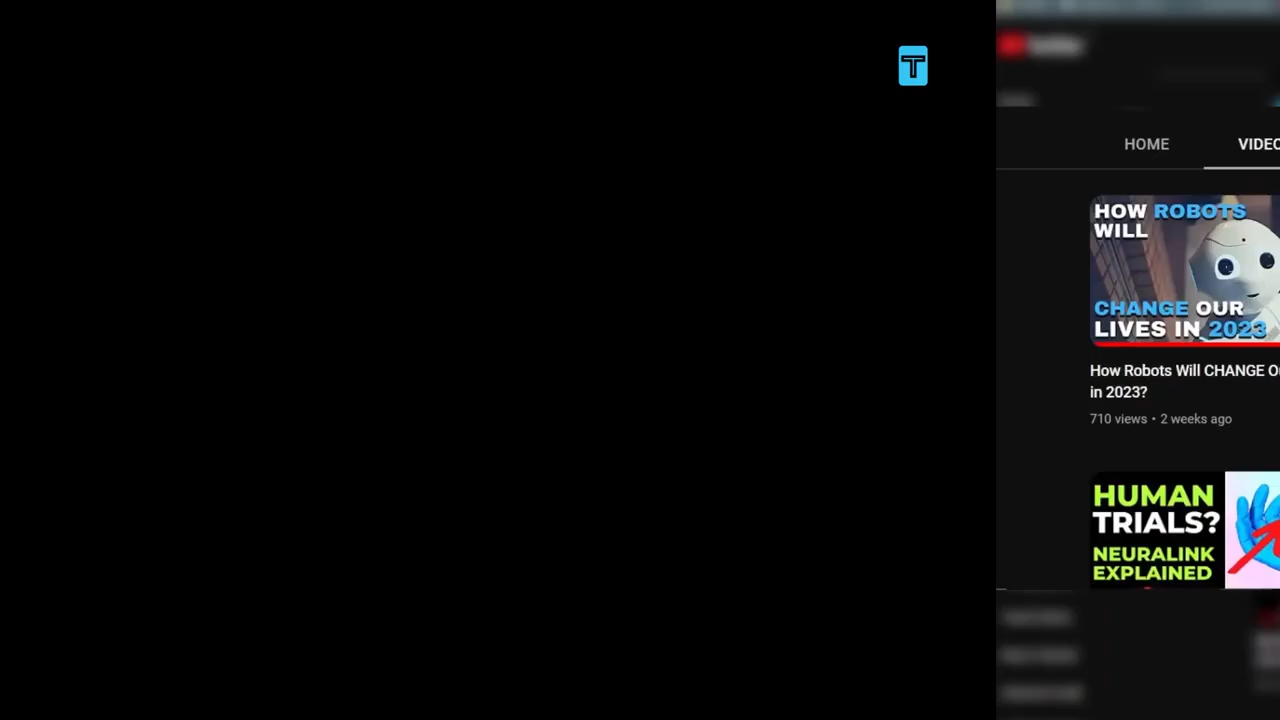 T
HOME
VIDEO
HOW ROBOTS
WILL
CHANGE OUR
LIVES IN 2023
How Robots Will CHANGE
in 2023?
710 views • 2 weeks ago
HUMAN
TRIALS?
NEURALINK
EXPLAINED